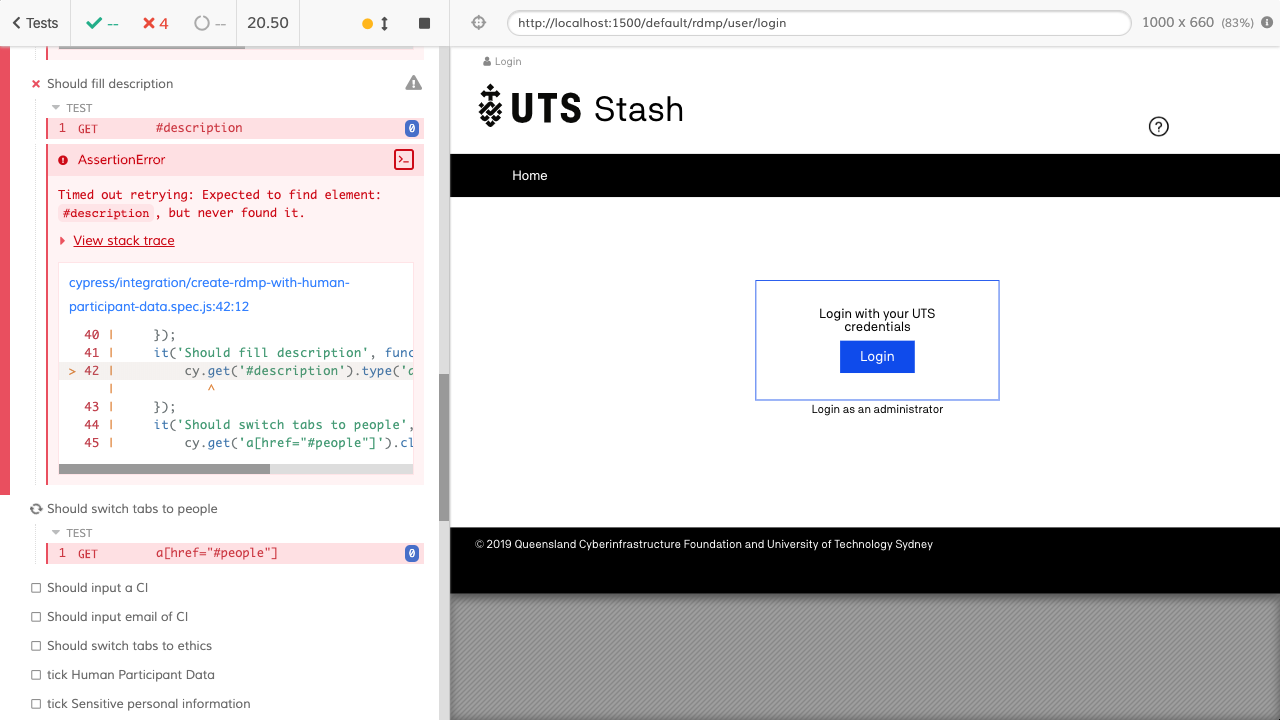 Tests
--
4
--
20.50
http://localhost:1500/default/rdmp/user/login
1000 x 660 (83%)
Should fill description
TEST
1 GET #description 0
AssertionError
Timed out retrying: Expected to find element:
#description, but never found it.
View stack trace
cypress/integration/create-rdmp-with-human-
participant-data.spec.js:42:12
40 | });
41 | it('Should fill description', func
> 42 | cy.get('#description').type('a
| ^
43 | });
44 | it('Should switch tabs to people',
45 | cy.get('a[href="#people"]').cl
Should switch tabs to people
TEST
1 GET a[href="#people"] 0
Should input a CI
Should input email of CI
Should switch tabs to ethics
tick Human Participant Data
tick Sensitive personal information
Login
UTS Stash
?
Home
Login with your UTS
credentials
Login
Login as an administrator
© 2019 Queensland Cyberinfrastructure Foundation and University of Technology Sydney